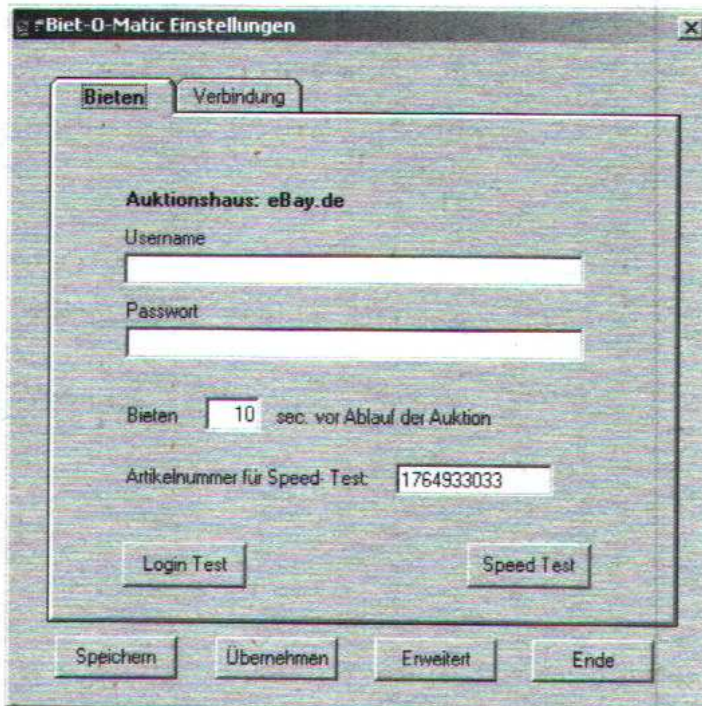 Biet-O-Matic Einstellungen
Bieten
Verbindung
Auktionshaus: eBay.de
Username
Passwort
Bieten 10 sec. vor Ablauf der Auktion
Artikelnummer für Speed- Test: 1764933033
Login Test
Speed Test
Speichern
Übernehmen
Erweitert
Ende